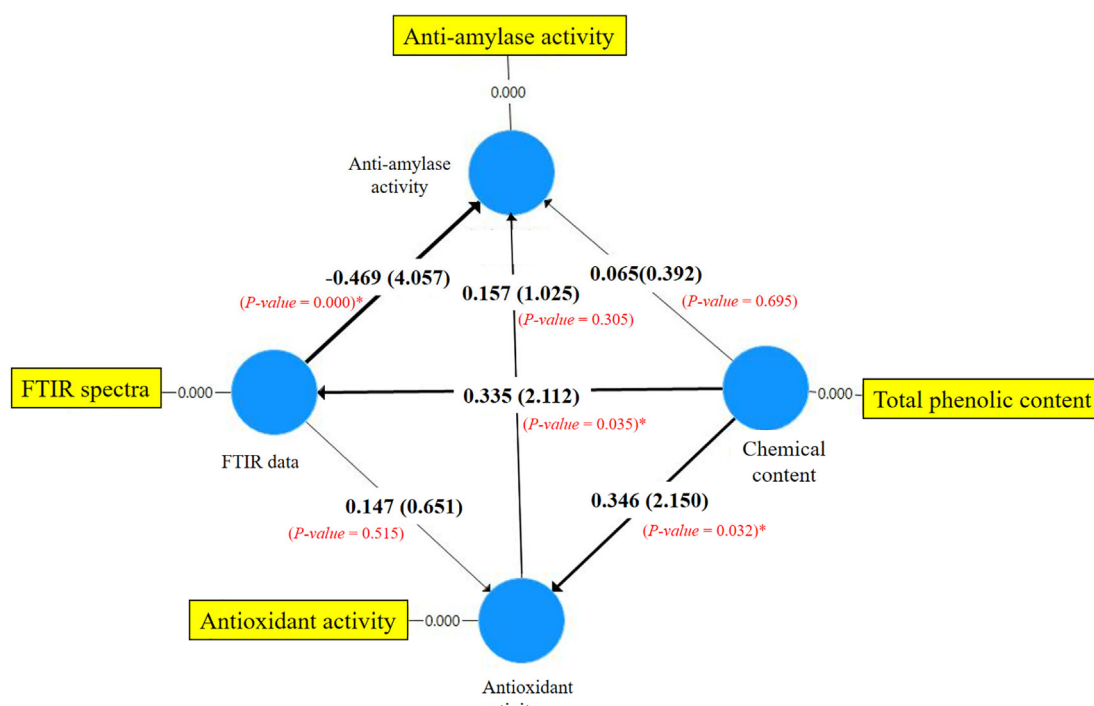 Anti-amylase activity
0.000
Anti-amylase
activity
-0.469 (4.057)
(P-value = 0.000)*
0.065(0.392)
(P-value = 0.695)
0.157 (1.025)
(P-value = 0.305)
FTIR spectra
0.000
FTIR data
0.335 (2.112)
(P-value = 0.035)*
0.000
Total phenolic content
Chemical
content
0.147 (0.651)
(P-value = 0.515)
0.346 (2.150)
(P-value = 0.032)*
Antioxidant activity
0.000
Antioxidant